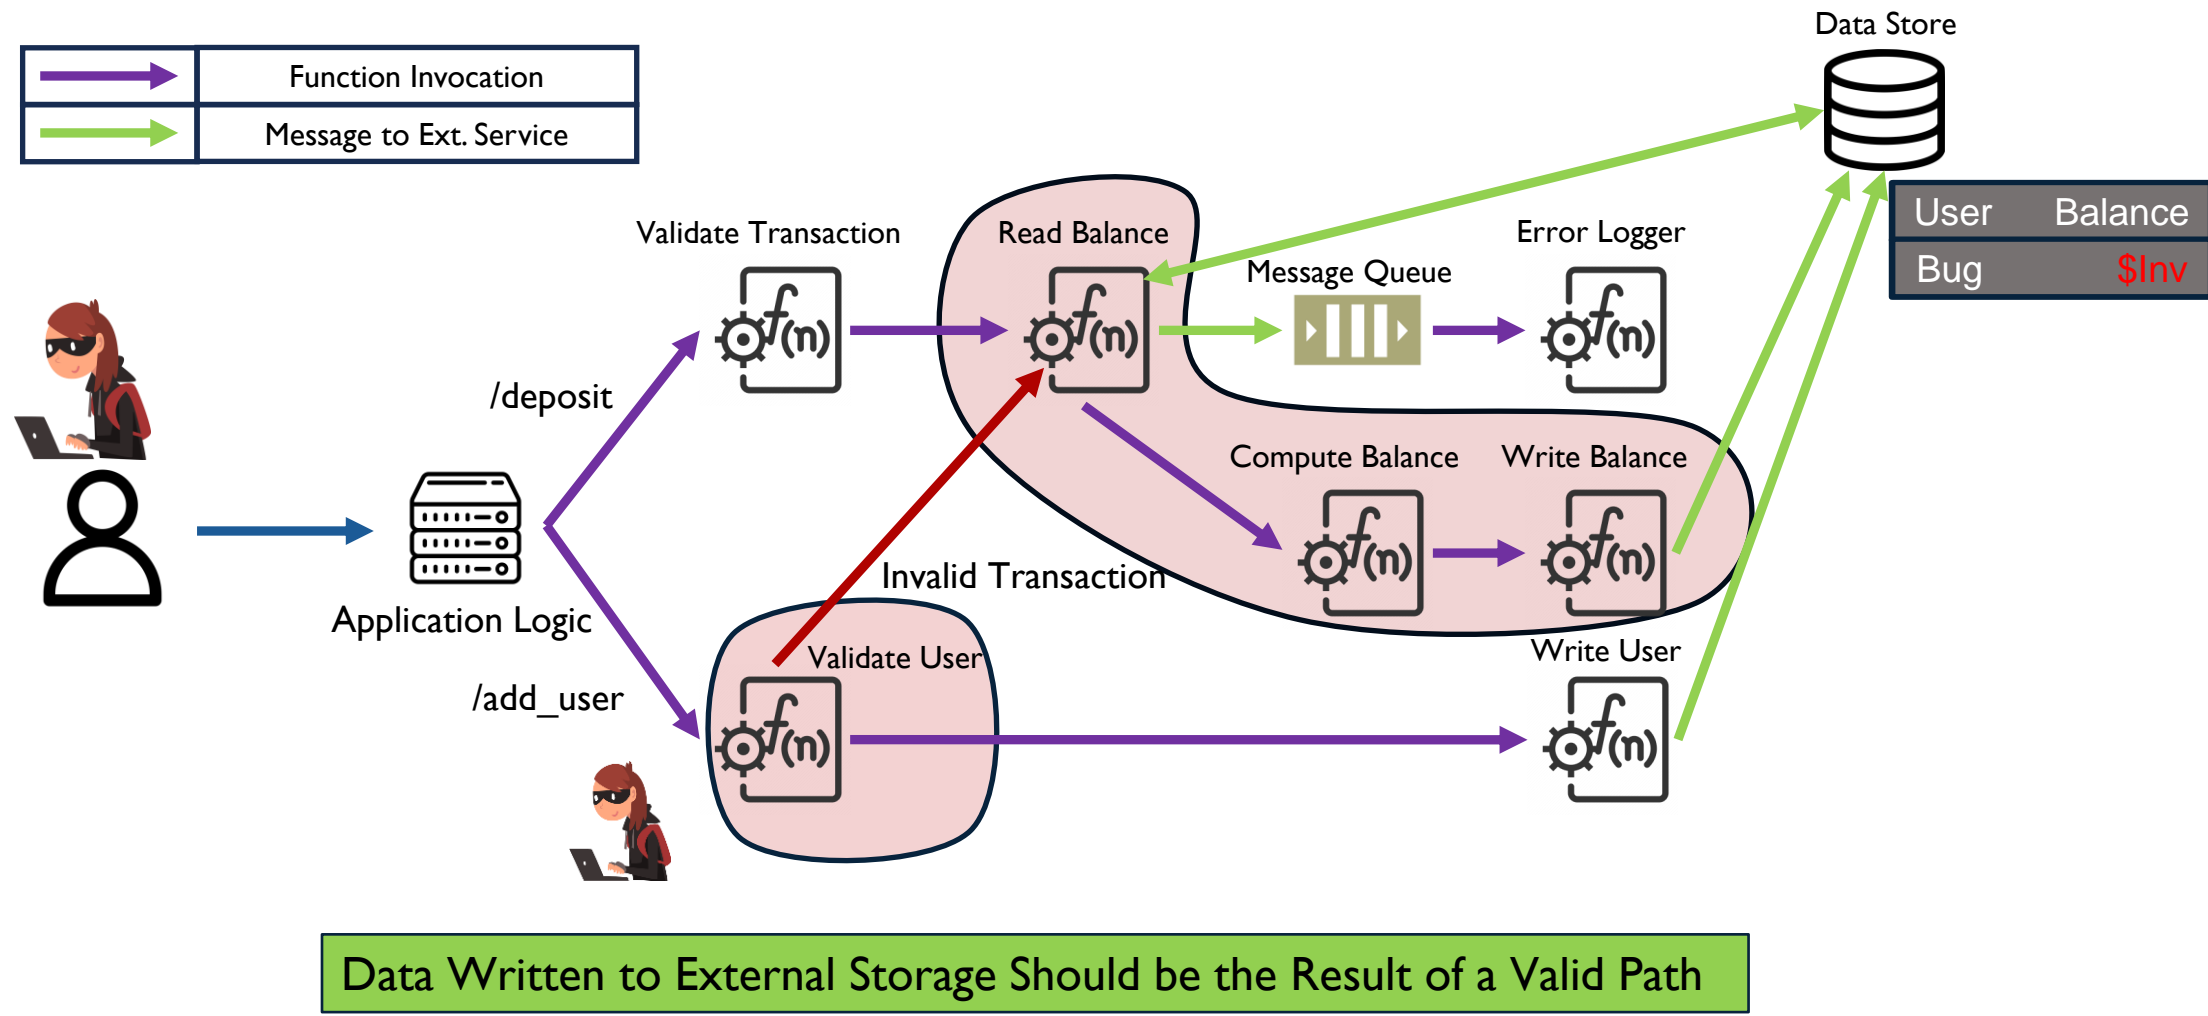 Data Store
Function Invocation
Message to Ext. Service
User Balance
Bug $Inv
Validate Transaction
Read Balance
Error Logger
Message Queue
f(n)
f(n)
f(n)
/deposit
Compute Balance
Write Balance
f(n)
f(n)
Invalid Transaction
Application Logic
Validate User
Write User
/add_user
f(n)
f(n)
Data Written to External Storage Should be the Result of a Valid Path